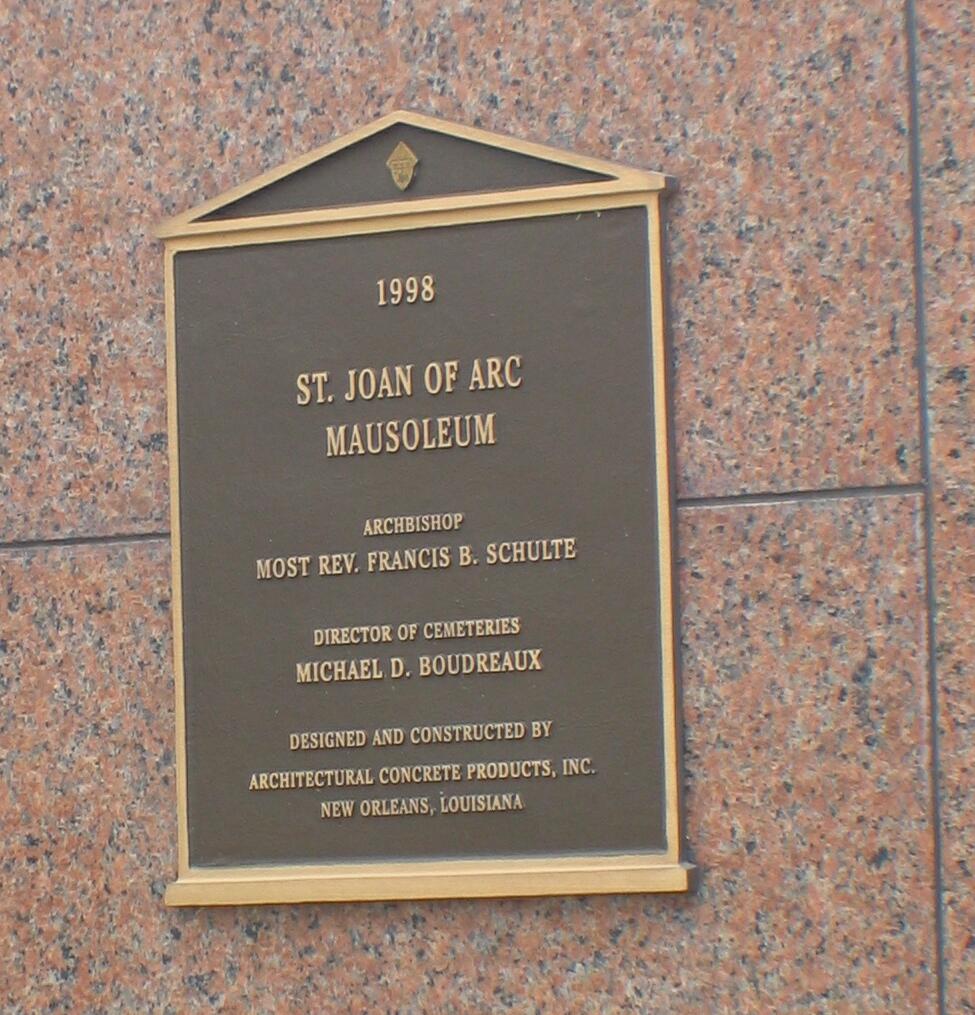 1998
ST. JOAN OF ARC
MAUSOLEUM
ARCHBISHOP
MOST REV. FRANCIS B. SCHULTE
DIRECTOR OF CEMETERIES
MICHAEL D. BOUDREAUX
DESIGNED AND CONSTRUCTED BY
ARCHITECTURAL CONCRETE PRODUCTS, INC.
NEW ORLEANS, LOUISIANA